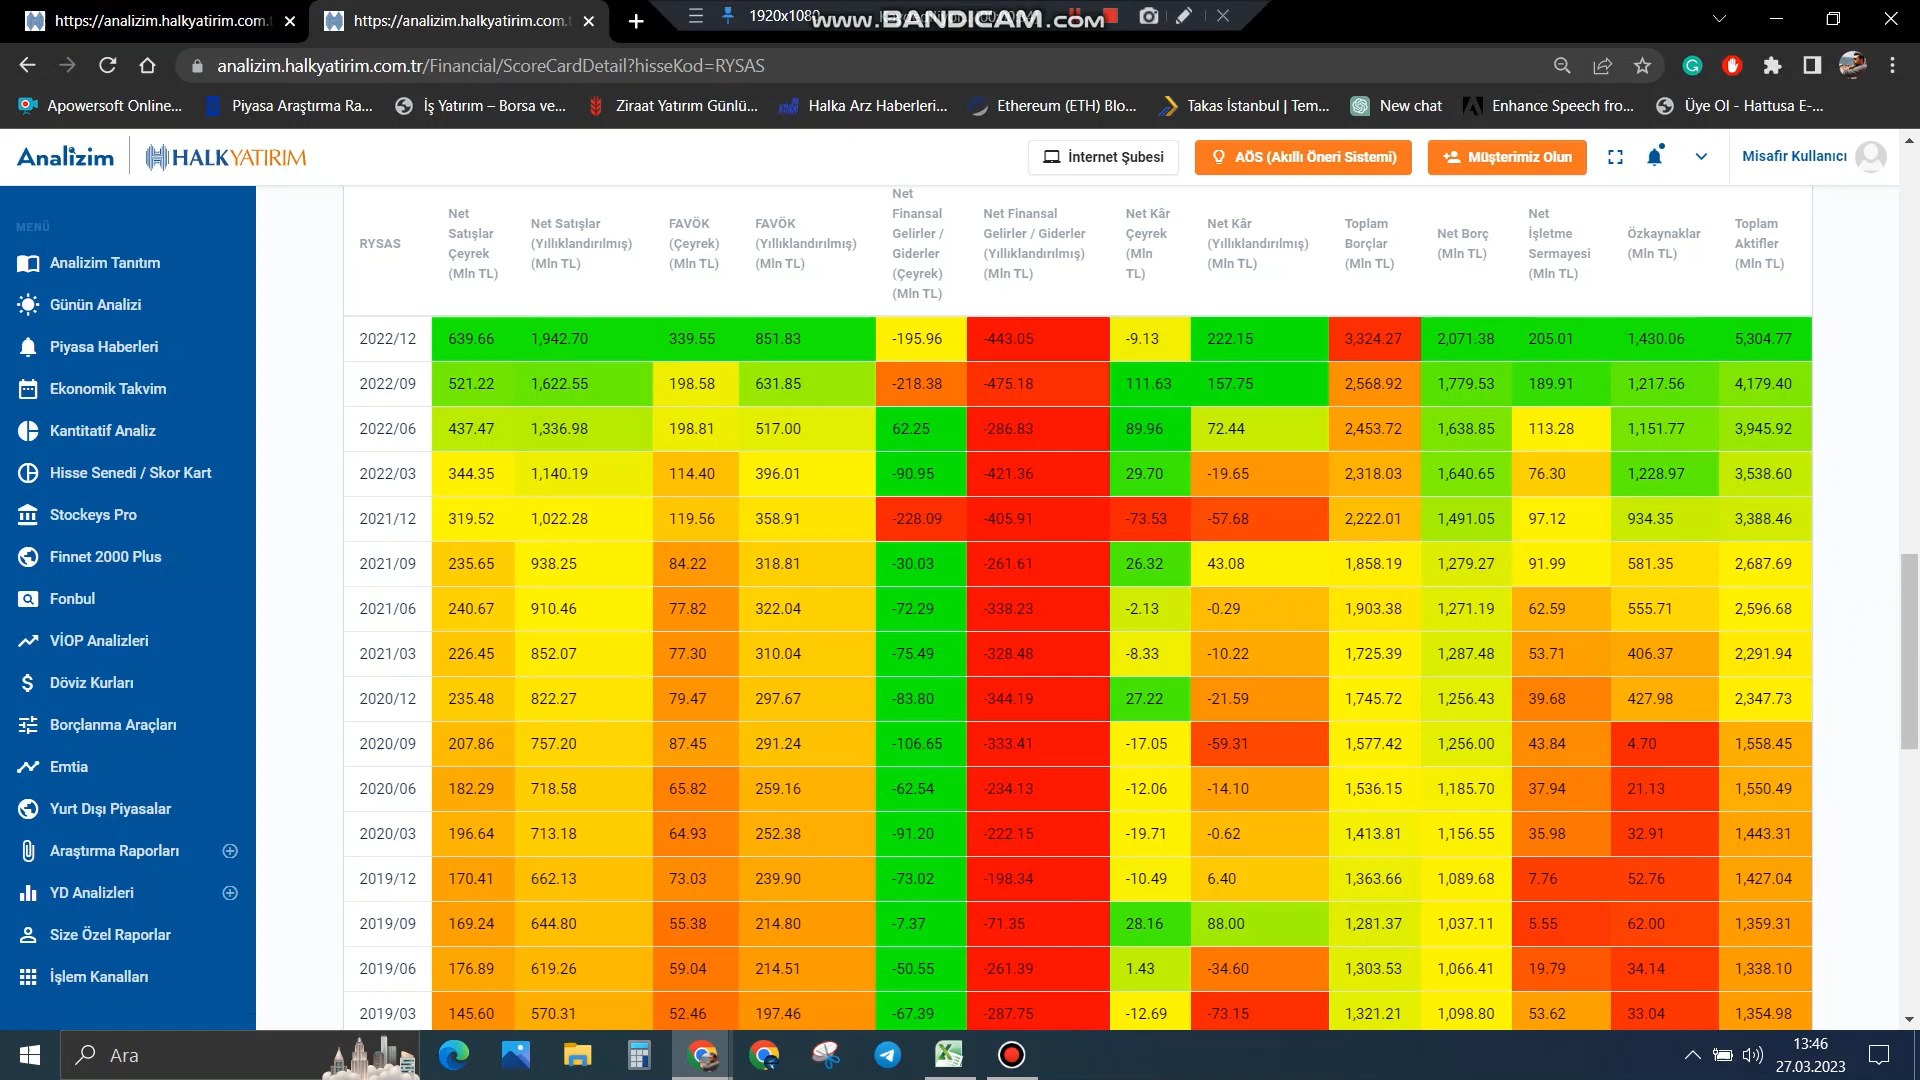 https://analizim.halkyatirim.com.
https://analizim.halkyatirim.com.
1920x1080
www.BANDICAM.com
analizim.halkyatirim.com.tr/Financial/ScoreCardDetail?hisseKod=RYSAS
Apowersoft Online...
Piyasa Araştırma Ra...
İş Yatırım – Borsa ve...
Ziraat Yatırım Günlü...
Halka Arz Haberleri...
Ethereum (ETH) Blo...
Takas İstanbul | Tem...
New chat
Enhance Speech fro...
Üye Ol - Hattusa E-...
Analizim
HALKYATIRIM
İnternet Şubesi
AÖS (Akıllı Öneri Sistemi)
Müşterimiz Olun
Misafir Kullanıcı
MENÜ
Analizim Tanıtım
Günün Analizi
Piyasa Haberleri
Ekonomik Takvim
Kantitatif Analiz
Hisse Senedi / Skor Kart
Stockeys Pro
Finnet 2000 Plus
Fonbul
VİOP Analizleri
Döviz Kurları
Borçlanma Araçları
Emtia
Yurt Dışı Piyasalar
Araştırma Raporları
YD Analizleri
Size Özel Raporlar
İşlem Kanalları
RYSAS
Net Satışlar Çeyrek (Mln TL)
Net Satışlar (Yıllıklandırılmış) (Mln TL)
FAVÖK (Çeyrek) (Mln TL)
FAVÖK (Yıllıklandırılmış) (Mln TL)
Net Finansal Gelirler / Giderler (Çeyrek) (Mln TL)
Net Finansal Gelirler / Giderler (Yıllıklandırılmış) (Mln TL)
Net Kâr Çeyrek (Mln TL)
Net Kâr (Yıllıklandırılmış) (Mln TL)
Toplam Borçlar (Mln TL)
Net Borç (Mln TL)
Net İşletme Sermayesi (Mln TL)
Özkaynaklar (Mln TL)
Toplam Aktifler (Mln TL)
2022/12 639.66 1,942.70 339.55 851.83 -195.96 -443.05 -9.13 222.15 3,324.27 2,071.38 205.01 1,430.06 5,304.77
2022/09 521.22 1,622.55 198.58 631.85 -218.38 -475.18 111.63 157.75 2,568.92 1,779.53 189.91 1,217.56 4,179.40
2022/06 437.47 1,336.98 198.81 517.00 62.25 -286.83 89.96 72.44 2,453.72 1,638.85 113.28 1,151.77 3,945.92
2022/03 344.35 1,140.19 114.40 396.01 -90.95 -421.36 29.70 -19.65 2,318.03 1,640.65 76.30 1,228.97 3,538.60
2021/12 319.52 1,022.28 119.56 358.91 -228.09 -405.91 -73.53 -57.68 2,222.01 1,491.05 97.12 934.35 3,388.46
2021/09 235.65 938.25 84.22 318.81 -30.03 -261.61 26.32 43.08 1,858.19 1,279.27 91.99 581.35 2,687.69
2021/06 240.67 910.46 77.82 322.04 -72.29 -338.23 -2.13 -0.29 1,903.38 1,271.19 62.59 555.71 2,596.68
2021/03 226.45 852.07 77.30 310.04 -75.49 -328.48 -8.33 -10.22 1,725.39 1,287.48 53.71 406.37 2,291.94
2020/12 235.48 822.27 79.47 297.67 -83.80 -344.19 27.22 -21.59 1,745.72 1,256.43 39.68 427.98 2,347.73
2020/09 207.86 757.20 87.45 291.24 -106.65 -333.41 -17.05 -59.31 1,577.42 1,256.00 43.84 4.70 1,558.45
2020/06 182.29 718.58 65.82 259.16 -62.54 -234.13 -12.06 -14.10 1,536.15 1,185.70 37.94 21.13 1,550.49
2020/03 196.64 713.18 64.93 252.38 -91.20 -222.15 -19.71 -0.62 1,413.81 1,156.55 35.98 32.91 1,443.31
2019/12 170.41 662.13 73.03 239.90 -73.02 -198.34 -10.49 6.40 1,363.66 1,089.68 7.76 52.76 1,427.04
2019/09 169.24 644.80 55.38 214.80 -7.37 -71.35 28.16 88.00 1,281.37 1,037.11 5.55 62.00 1,359.31
2019/06 176.89 619.26 59.04 214.51 -50.55 -261.39 1.43 -34.60 1,303.53 1,066.41 19.79 34.14 1,338.10
2019/03 145.60 570.31 52.46 197.46 -67.39 -287.75 -12.69 -73.15 1,321.21 1,098.80 53.62 33.04 1,354.98
Ara
13:46
27.03.2023